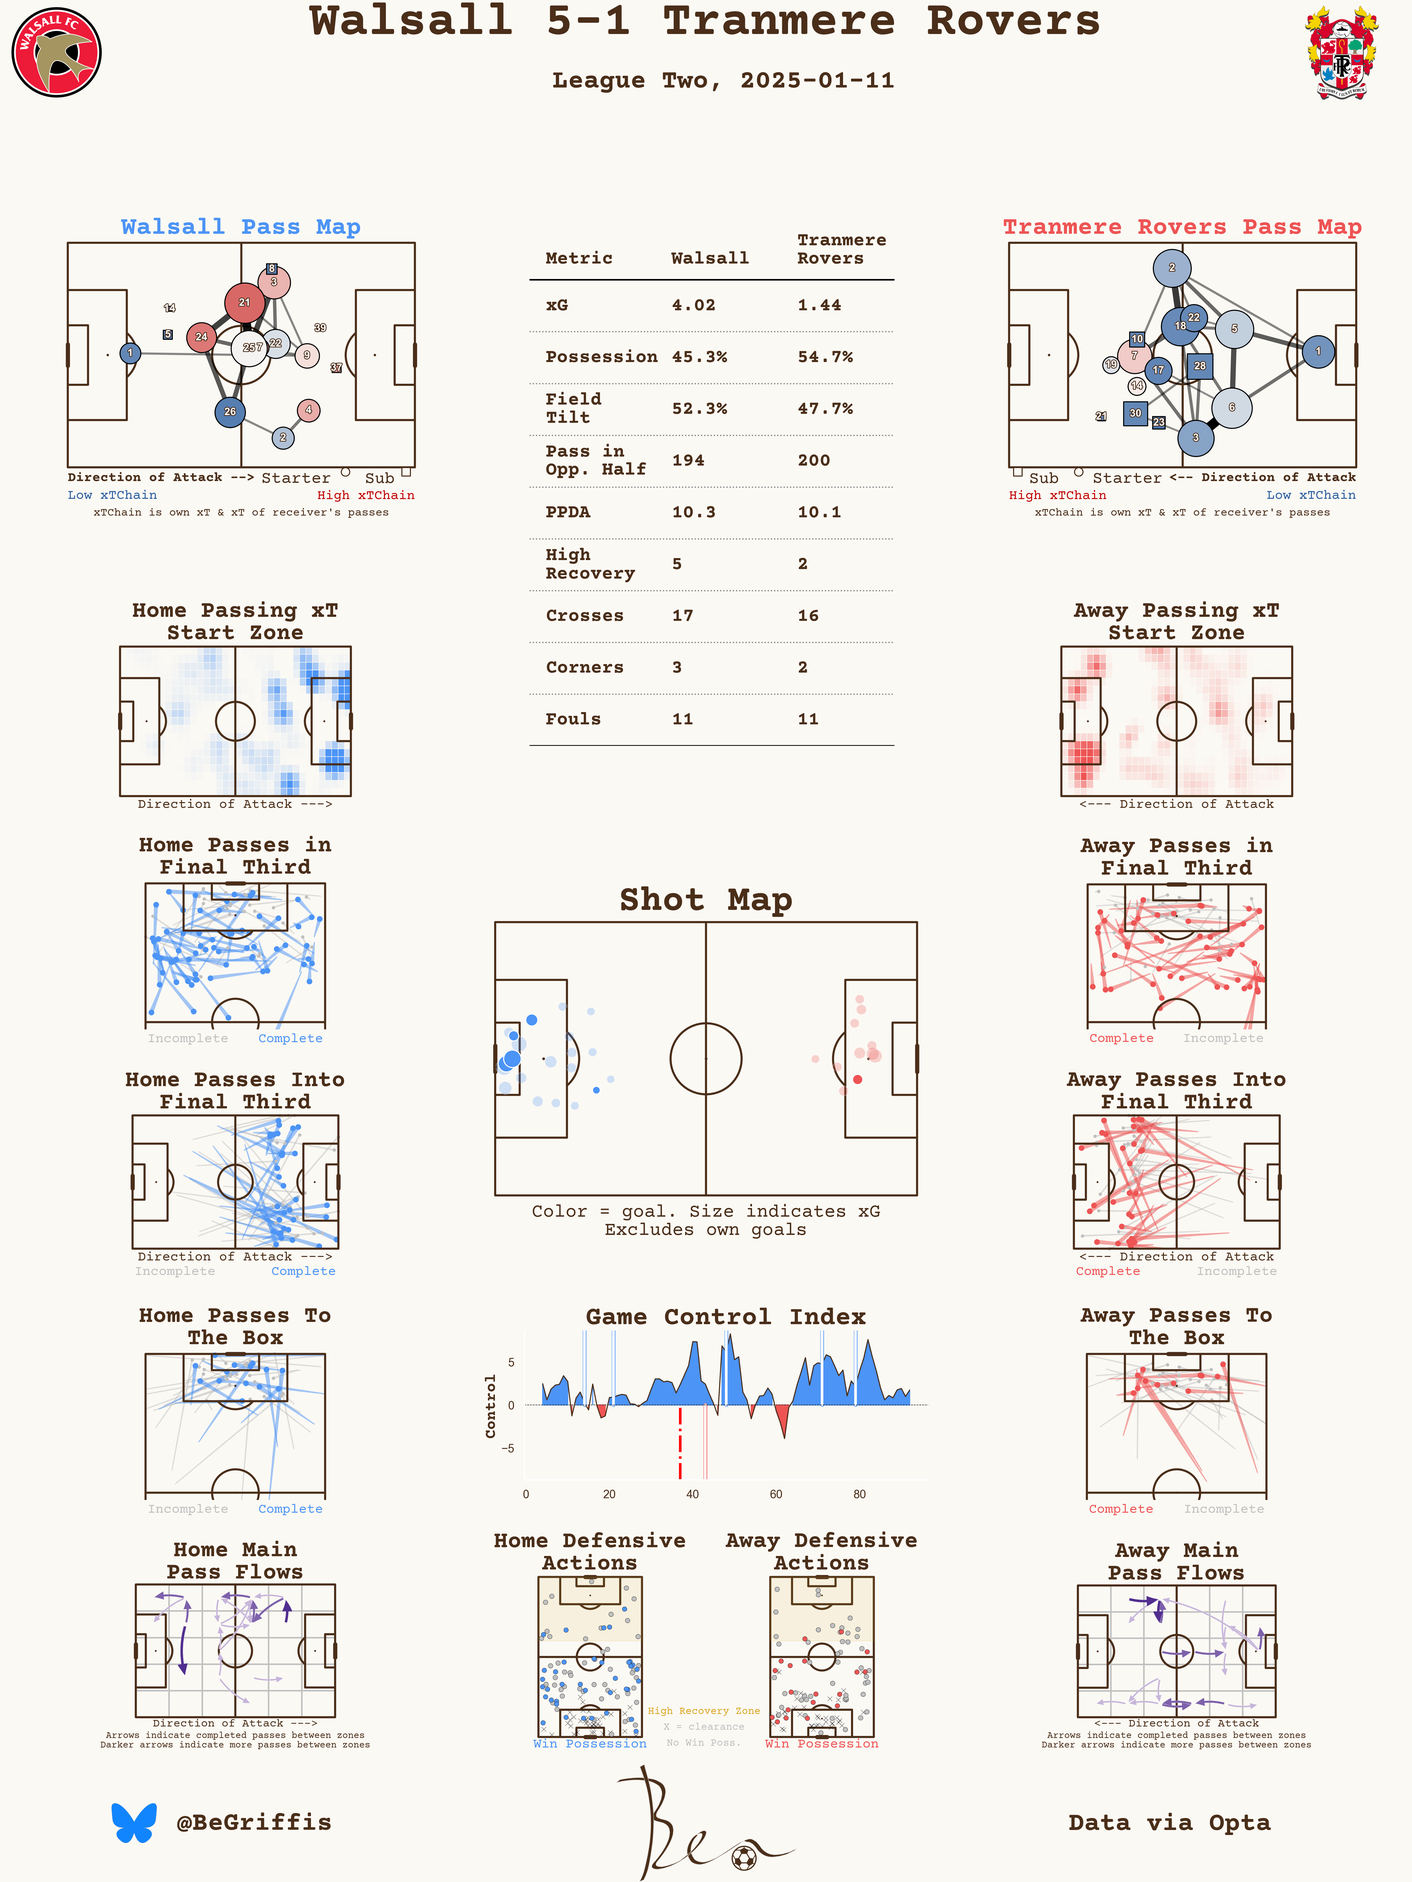 Walsall 5-1 Tranmere Rovers
League Two, 2025-01-11
WALSALL FC
Walsall Pass Map
8
3
21
14
39
5
24
25
7
22
1
9
37
26
4
2
Direction of Attack --> Starter Sub
Low xTChain High xTChain
xTChain is own xT & xT of receiver's passes
Metric Walsall Tranmere Rovers
xG 4.02 1.44
Possession 45.3% 54.7%
Field Tilt 52.3% 47.7%
Pass in Opp. Half 194 200
PPDA 10.3 10.1
High Recovery 5 2
Crosses 17 16
Corners 3 2
Fouls 11 11
Tranmere Rovers Pass Map
2
22
18
5
10
1
7
19
17
28
14
21
30
23
6
3
Sub Starter <-- Direction of Attack
High xTChain Low xTChain
xTChain is own xT & xT of receiver's passes
Home Passing xT
Start Zone
Direction of Attack --->
Away Passing xT
Start Zone
<--- Direction of Attack
Home Passes in
Final Third
Incomplete Complete
Away Passes in
Final Third
Complete Incomplete
Shot Map
Color = goal. Size indicates xG
Excludes own goals
Home Passes Into
Final Third
Direction of Attack --->
Incomplete Complete
Away Passes Into
Final Third
<--- Direction of Attack
Complete Incomplete
Home Passes To
The Box
Incomplete Complete
Game Control Index
Control
5
0
−5
0 20 40 60 80
Away Passes To
The Box
Complete Incomplete
Home Main
Pass Flows
Direction of Attack --->
Arrows indicate completed passes between zones
Darker arrows indicate more passes between zones
Home Defensive
Actions
Win Possession
Away Defensive
Actions
Win Possession
High Recovery Zone
X = clearance
No Win Poss.
Away Main
Pass Flows
<--- Direction of Attack
Arrows indicate completed passes between zones
Darker arrows indicate more passes between zones
@BeGriffis
Ben
Data via Opta